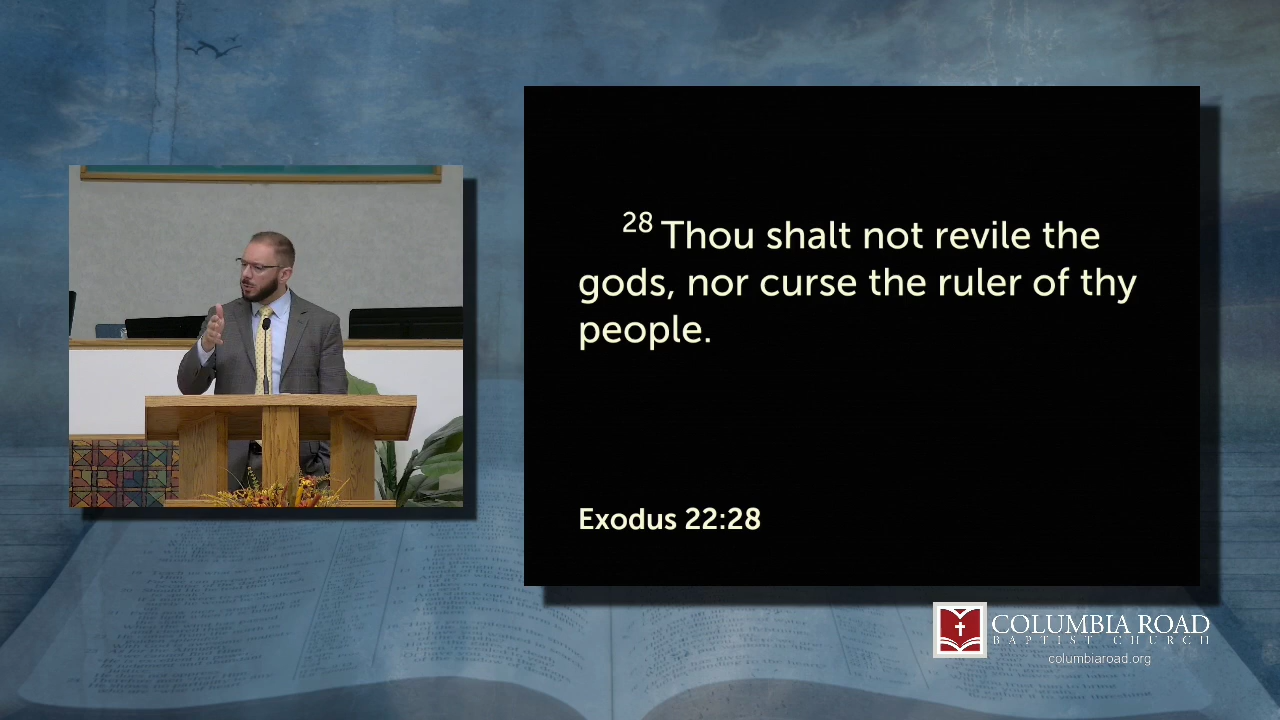 28 Thou shalt not revile the
gods, nor curse the ruler of thy
people.
Exodus 22:28
COLUMBIA ROAD
BAPTIST CHURCH
columbiaroad.org